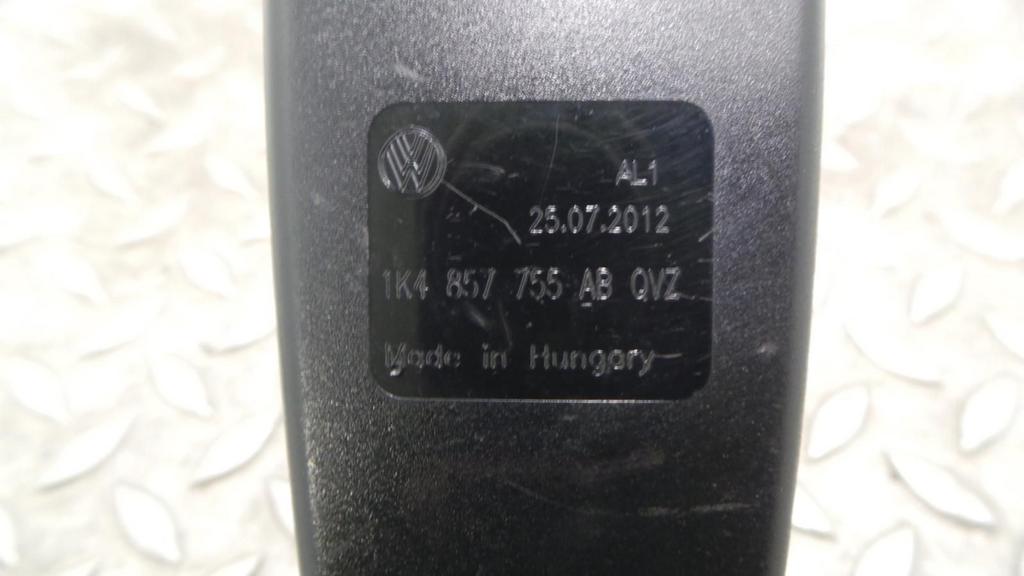 AL1
25.07.2012
1K4 857 755 AB QVZ
Made in Hungary